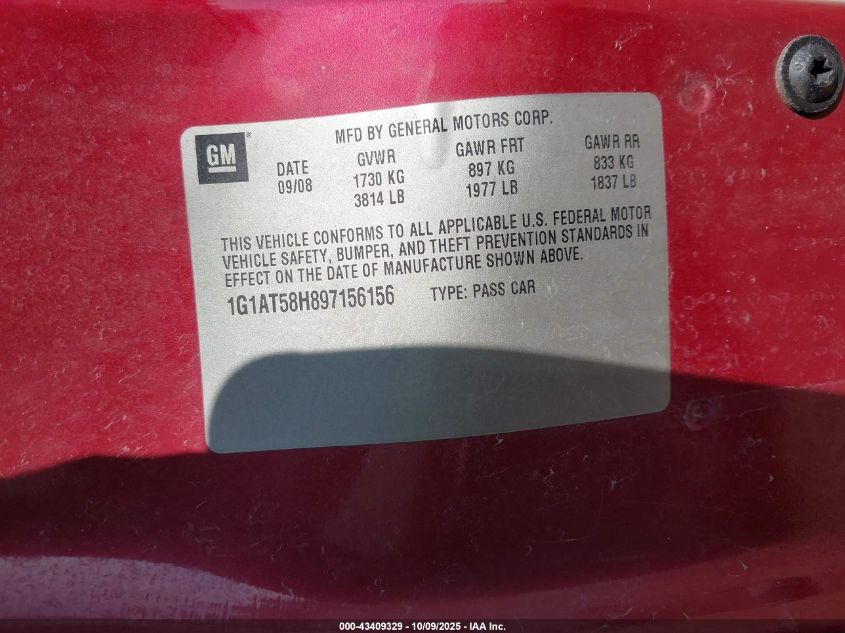 GM ®
MFD BY GENERAL MOTORS CORP.
DATE GVWR GAWR FRT GAWR RR
09/08 1730 KG 897 KG 833 KG
3814 LB 1977 LB 1837 LB
THIS VEHICLE CONFORMS TO ALL APPLICABLE U.S. FEDERAL MOTOR
VEHICLE SAFETY, BUMPER, AND THEFT PREVENTION STANDARDS IN
EFFECT ON THE DATE OF MANUFACTURE SHOWN ABOVE.
1G1AT58H897156156 TYPE: PASS CAR
000-43409329 - 10/09/2025 - IAA Inc.